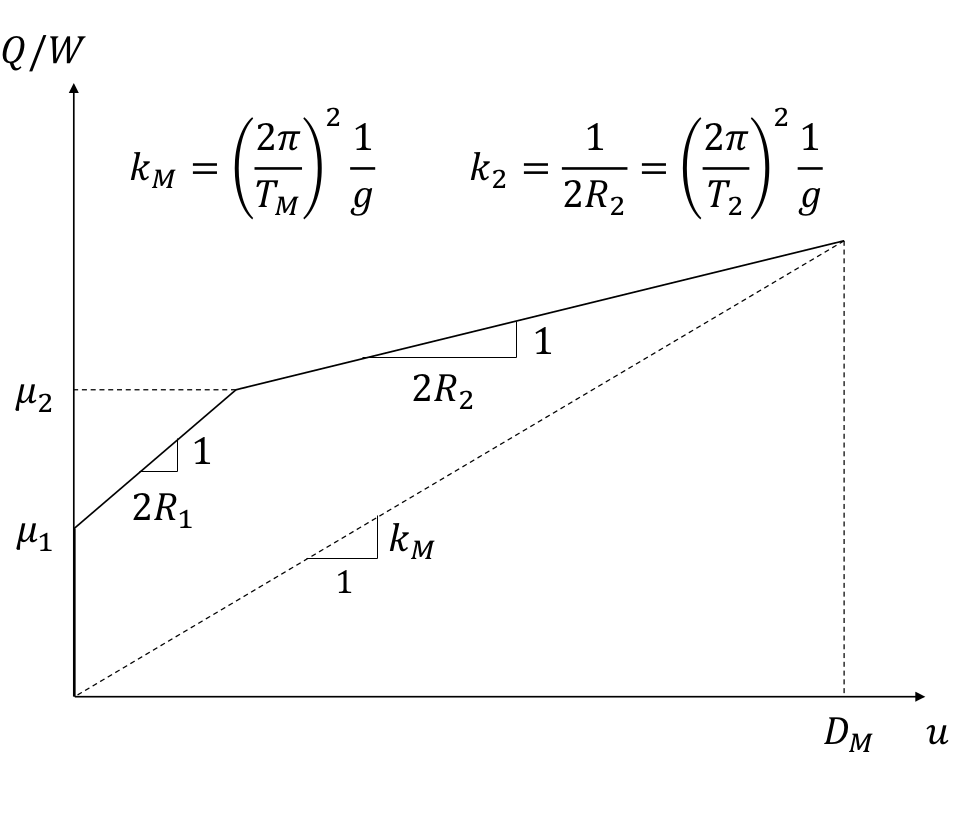 Q/W
k_M = (2π/T_M)^2 1/g
k_2 = 1/2R_2 = (2π/T_2)^2 1/g
1
2R_2
μ_2
1
2R_1
μ_1
k_M
1
D_M
u